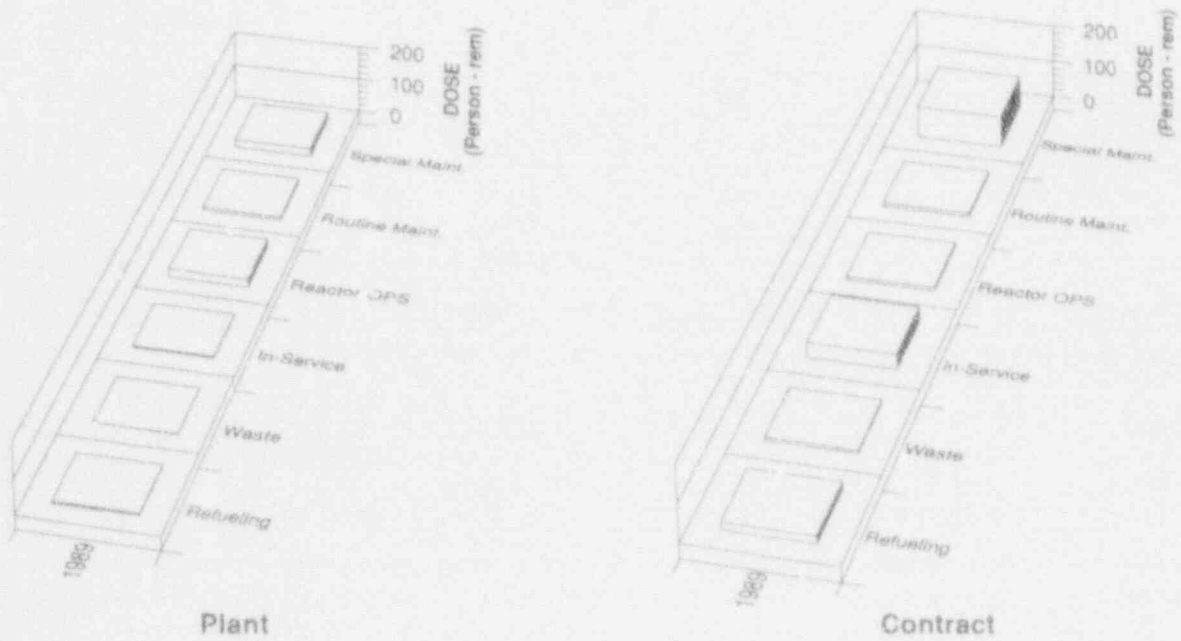 200
100
0
DOSE
(Person - rem)
Special Maint.
Routine Maint.
Reactor OPS
In-Service
Waste
Refueling
1989
Plant
200
100
0
DOSE
(Person - rem)
Special Maint.
Routine Maint.
Reactor OPS
In-Service
Waste
Refueling
1989
Contract